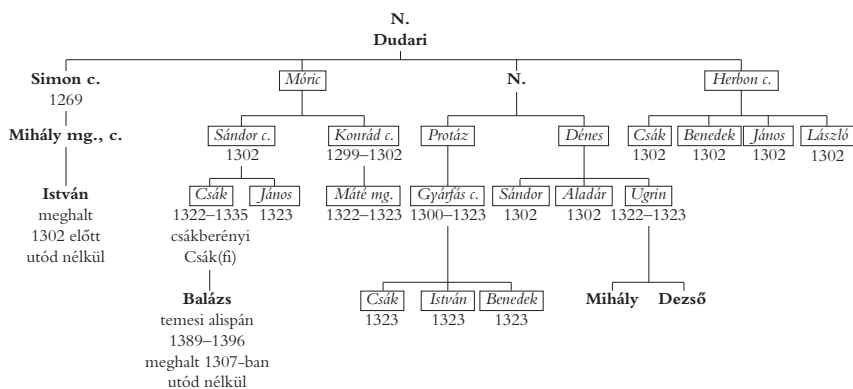 N.
Dudari
Simon c.
1269
Móric
N.
Herbon c.
Mihály mg., c.
Sándor c.
1302
Konrád c.
1299–1302
Protáz
Dénes
Csák
1302
Benedek
1302
János
1302
László
1302
István
meghalt
1302 előtt
utód nélkül
Csák
1322–1335
csákberényi
Csák(fi)
János
1323
Máté mg.
1322–1323
Gyárfás c.
1300–1323
Sándor
1302
Aladár
1302
Ugrin
1322–1323
Balázs
temesi alispán
1389–1396
meghalt 1307-ban
utód nélkül
Csák
1323
István
1323
Benedek
1323
Mihály
Dezső